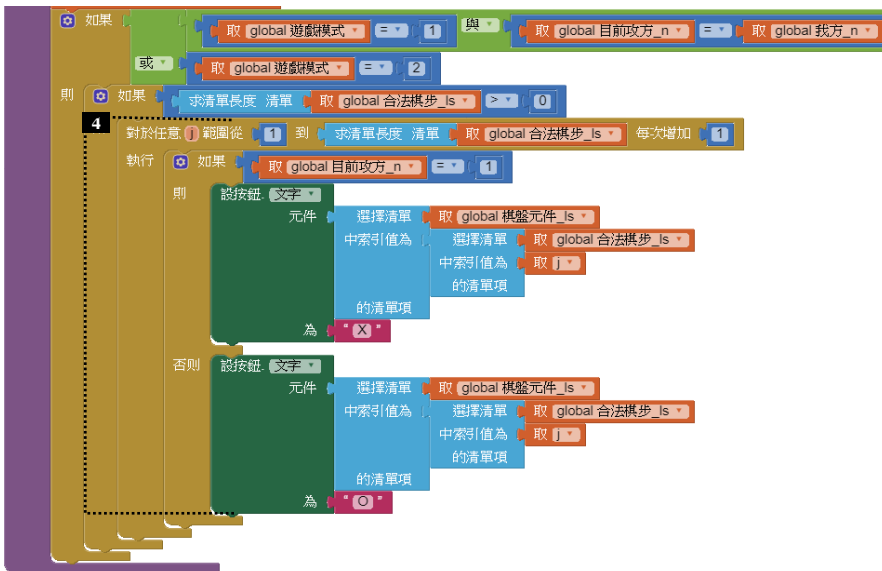 如果 取 global 遊戲模式 = 1 與 取 global 目前攻方_n = 取 global 我方_n
或 取 global 遊戲模式 = 2
則 如果 求清單長度 清單 取 global 合法棋步_ls > 0
4
對於任意 j 範圍從 1 到 求清單長度 清單 取 global 合法棋步_ls 每次增加 1
執行 如果 取 global 目前攻方_n = 1
則 設按鈕. 文字
元件 選擇清單 取 global 棋盤元件_ls
中索引值為 選擇清單 取 global 合法棋步_ls
中索引值為 取 j
的清單項
的清單項
為 " X "
否則 設按鈕. 文字
元件 選擇清單 取 global 棋盤元件_ls
中索引值為 選擇清單 取 global 合法棋步_ls
中索引值為 取 j
的清單項
的清單項
為 " O "